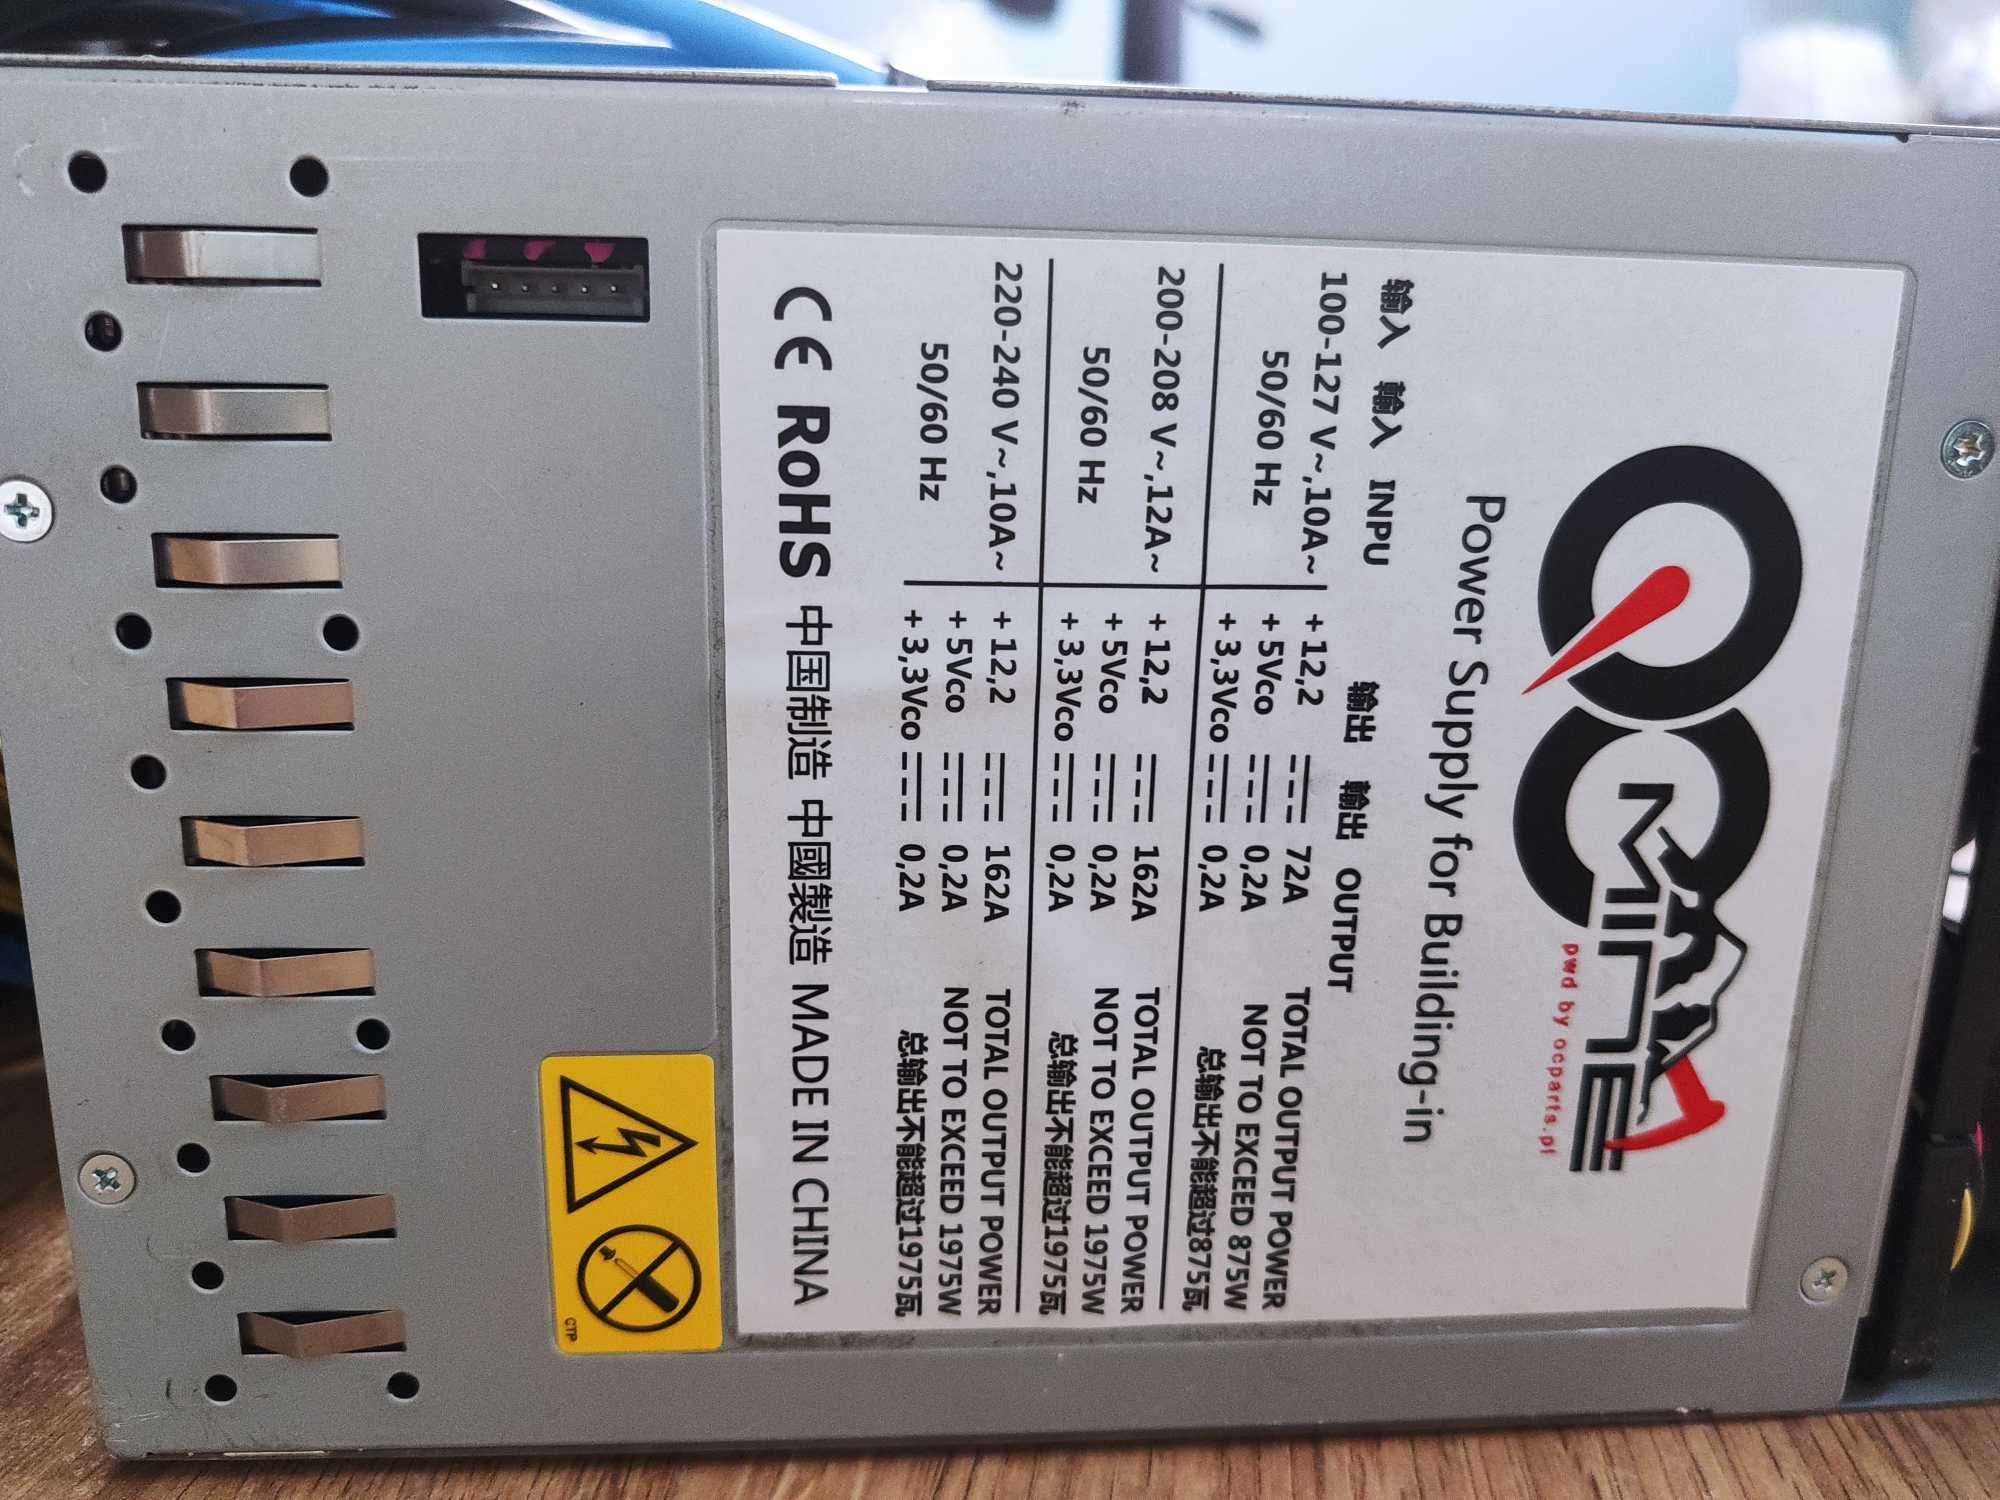 OC MINE
pwd by ocparts.pl
Power Supply for Building-in
输入 輸入 INPU 输出 輸出 OUTPUT
100-127 V~,10A~ +12,2 72A TOTAL OUTPUT POWER
50/60 Hz +5Vco 0,2A NOT TO EXCEED 875W
+3,3Vco 0,2A 总输出不能超过875瓦
200-208 V~,12A~ +12,2 162A TOTAL OUTPUT POWER
50/60 Hz +5Vco 0,2A NOT TO EXCEED 1975W
+3,3Vco 0,2A 总输出不能超过1975瓦
220-240 V~,10A~ +12,2 162A TOTAL OUTPUT POWER
50/60 Hz +5Vco 0,2A NOT TO EXCEED 1975W
+3,3Vco 0,2A 总输出不能超过1975瓦
CE RoHS 中国制造 中國製造 MADE IN CHINA
CTP